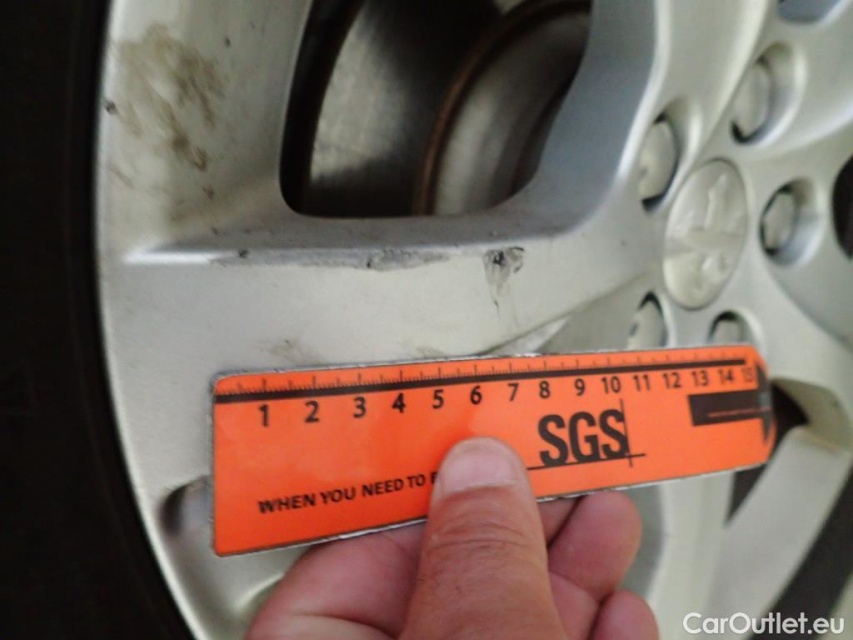 1 2 3 4 5 6 7 8 9 10 11 12 13 14 15
SGS
WHEN YOU NEED TO
CarOutlet.eu